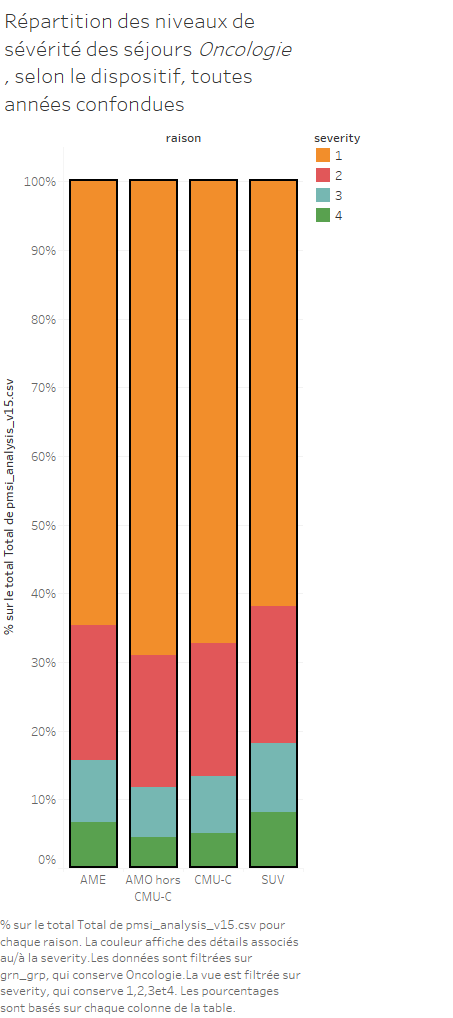 Répartition des niveaux de
sévérité des séjours Oncologie
, selon le dispositif, toutes
années confondues
raison
severity
1
2
3
4
% sur le total Total de pmsi_analysis_v15.csv
100%
90%
80%
70%
60%
50%
40%
30%
20%
10%
0%
AME
AMO hors
CMU-C
CMU-C
SUV
% sur le total Total de pmsi_analysis_v15.csv pour
chaque raison. La couleur affiche des détails associés
au/à la severity.Les données sont filtrées sur
grn_grp, qui conserve Oncologie.La vue est filtrée sur
severity, qui conserve 1,2,3et4. Les pourcentages
sont basés sur chaque colonne de la table.